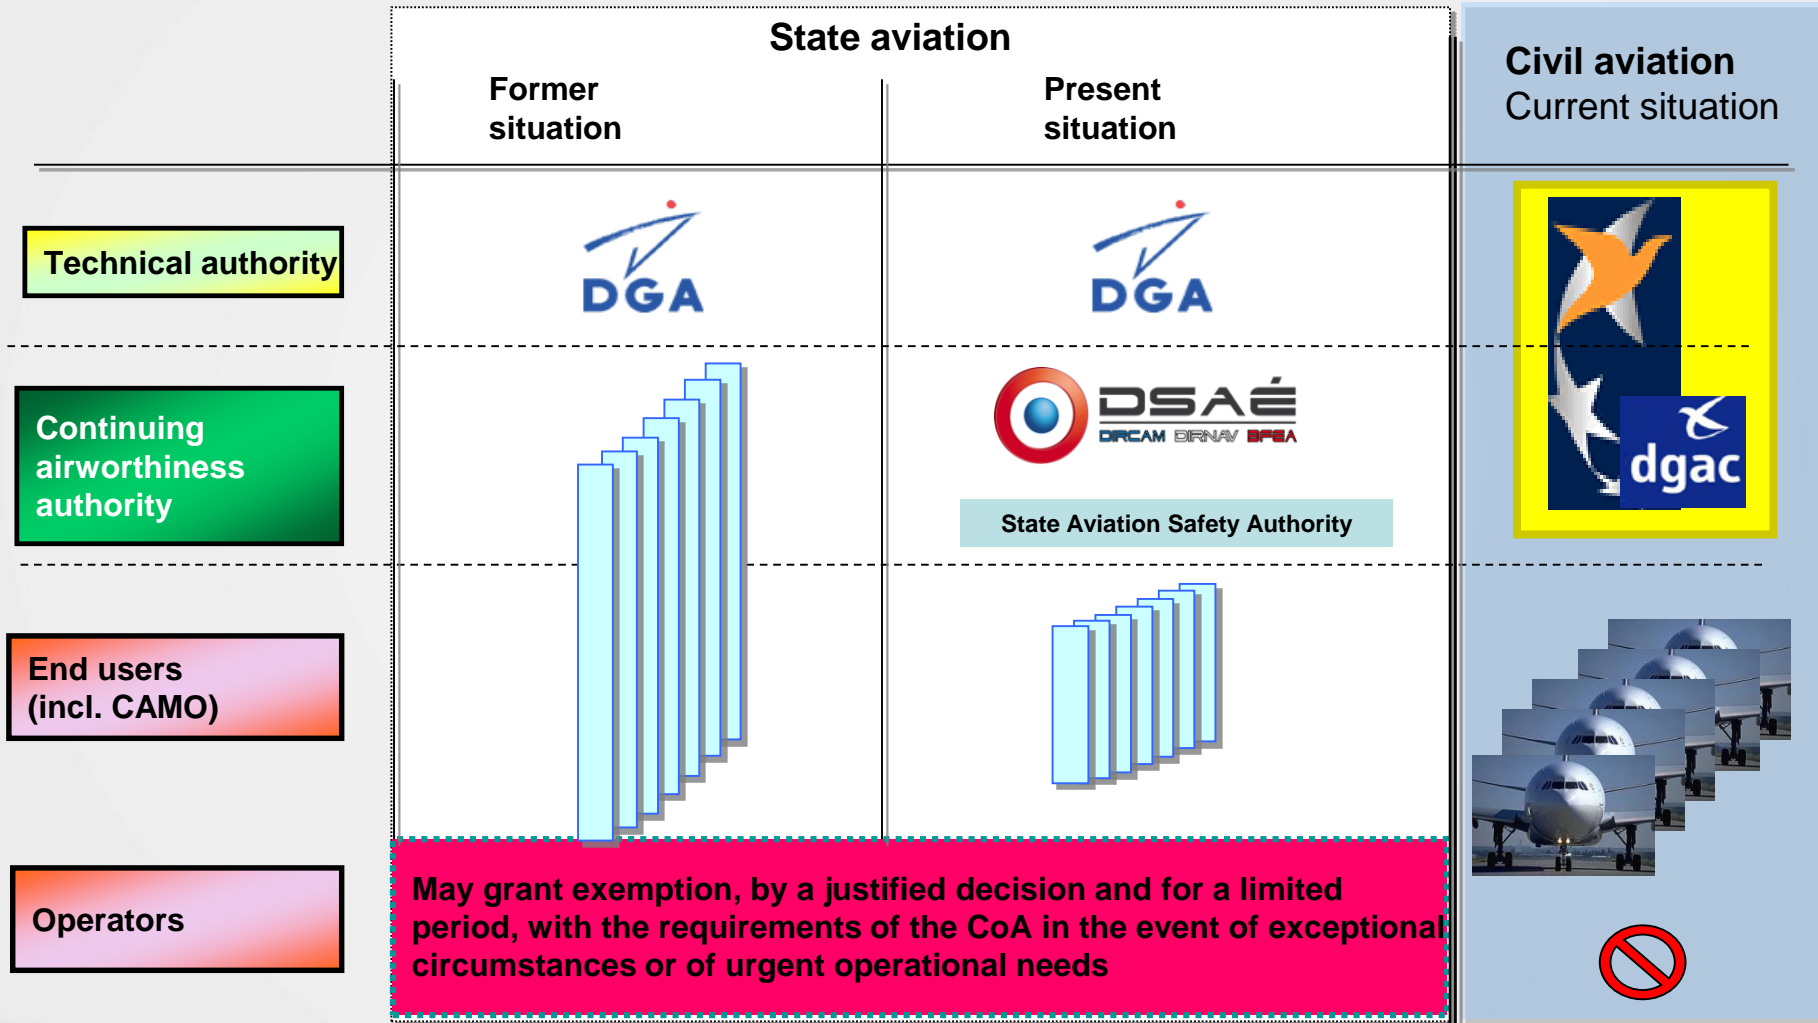 State aviation
Former
situation
Present
situation
Civil aviation
Current situation
Technical authority
DGA
DGA
Continuing
airworthiness
authority
DSAÉ
DIRCAM DIRNAV BFEA
State Aviation Safety Authority
dgac
End users
(incl. CAMO)
Operators
May grant exemption, by a justified decision and for a limited
period, with the requirements of the CoA in the event of exceptional
circumstances or of urgent operational needs